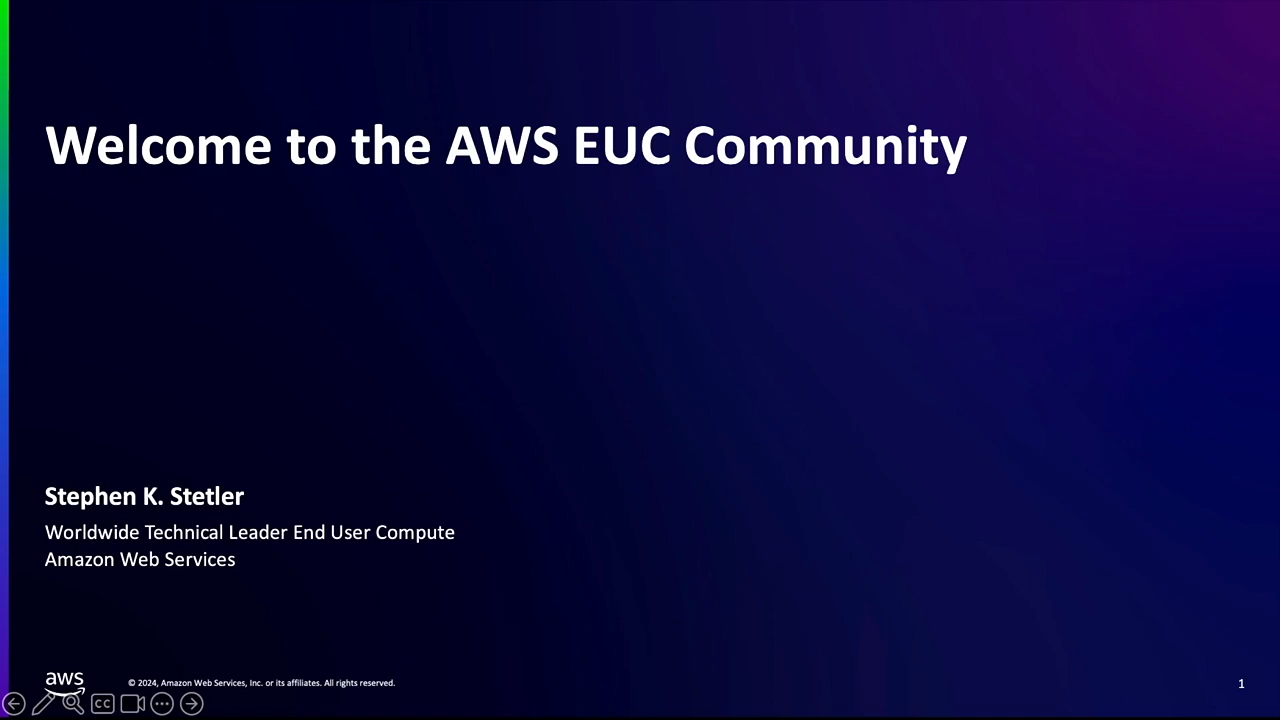 Welcome to the AWS EUC Community
Stephen K. Stetler
Worldwide Technical Leader End User Compute
Amazon Web Services
aws
© 2024, Amazon Web Services, Inc. or its affiliates. All rights reserved.
1
CC